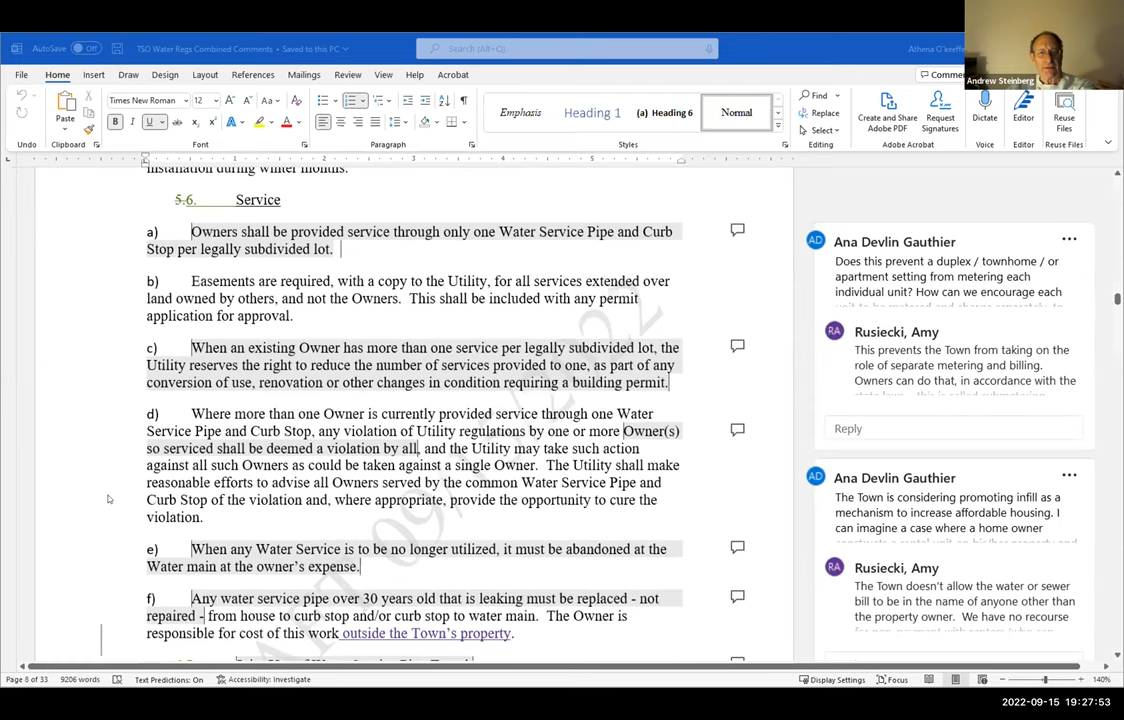 AutoSave
Off
TSO Water Regs Combined Comments • Saved to this PC
Search (Alt+Q)
Athena O'keeffe
Andrew Steinberg
File Home Insert Draw Design Layout References Mailings Review View Help Acrobat
Times New Roman
12
Paste
B I U ab x₂ x²
Emphasis
Heading 1
(a) Heading 6
Normal
Find
Replace
Select
Create and Share
Adobe PDF
Request
Signatures
Dictate
Editor
Reuse
Files
Undo Clipboard Font Paragraph Styles Editing Adobe Acrobat Voice Editor Reuse Files
installation during winter months.
5.6. Service
a) Owners shall be provided service through only one Water Service Pipe and Curb
Stop per legally subdivided lot.
b) Easements are required, with a copy to the Utility, for all services extended over
land owned by others, and not the Owners. This shall be included with any permit
application for approval.
c) When an existing Owner has more than one service per legally subdivided lot, the
Utility reserves the right to reduce the number of services provided to one, as part of any
conversion of use, renovation or other changes in condition requiring a building permit.
d) Where more than one Owner is currently provided service through one Water
Service Pipe and Curb Stop, any violation of Utility regulations by one or more Owner(s)
so serviced shall be deemed a violation by all, and the Utility may take such action
against all such Owners as could be taken against a single Owner. The Utility shall make
reasonable efforts to advise all Owners served by the common Water Service Pipe and
Curb Stop of the violation and, where appropriate, provide the opportunity to cure the
violation.
e) When any Water Service is to be no longer utilized, it must be abandoned at the
Water main at the owner's expense.
f) Any water service pipe over 30 years old that is leaking must be replaced - not
repaired - from house to curb stop and/or curb stop to water main. The Owner is
responsible for cost of this work outside the Town's property.
AD Ana Devlin Gauthier
Does this prevent a duplex / townhome / or
apartment setting from metering each
individual unit? How can we encourage each
RA Rusiecki, Amy
This prevents the Town from taking on the
role of separate metering and billing.
Owners can do that, in accordance with the
Reply
AD Ana Devlin Gauthier
The Town is considering promoting infill as a
mechanism to increase affordable housing. I
can imagine a case where a home owner
RA Rusiecki, Amy
The Town doesn't allow the water or sewer
bill to be in the name of anyone other than
the property owner. We have no recourse
Page 8 of 33 9206 words Text Predictions: On Accessibility: Investigate Display Settings Focus 140%
2022-09-15 19:27:53